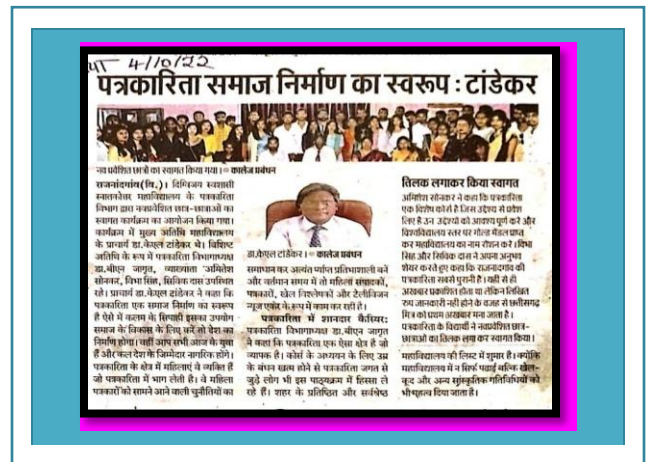 4/10/22
पत्रकारिता समाज निर्माण का स्वरूप : टांडेकर
नव प्रवेशित छात्रों का स्वागत किया गया। कालेज प्रबंधन
राजनांदगांव(वि.)। दिग्विजय स्वशासी
स्नातकोत्तर महाविद्यालय के पत्रकारिता
विभाग द्वारा नवप्रवेशित छात्र-छात्राओं का
स्वागत कार्यक्रम का आयोजन किया गया।
कार्यक्रम में मुख्य अतिथि महाविद्यालय
के प्राचार्य डा.केएल टांडेकर थे। विशिष्ट
अतिथि के रूप में पत्रकारिता विभागाध्यक्ष
डा.बीएन जागृत, व्याख्याता अमितेश
सोनकर, विभा सिंह, सिविक दास उपस्थित
रहे। प्राचार्य डा.केएल टांडेकर ने कहा कि
पत्रकारिता एक समाज निर्माण का स्वरूप
है ऐसे में कलम के सिपाही इसका उपयोग
समाज के विकास के लिए करें तो देश का
निर्माण होगा। वहीं आप सभी आज के युवा
हैं और कल देश के जिम्मेदार नागरिक होंगे।
पत्रकारिता के क्षेत्र में महिलाएं वे व्यक्ति हैं
जो पत्रकारिता में भाग लेती है। वे महिला
पत्रकारों को सामने आने वाली चुनौतियों का
डा.केएल टांडेकर। कालेज प्रबंधन
समाधान कर अत्यंत पर्याप्त प्रतिभाशाली बनें
और वर्तमान समय में तो महिला संपादकों,
पत्रकारों, खेल विश्लेषकों और टेलीविजन
न्यूज एंकर के रूप में काम कर रही है।
पत्रकारिता में शानदार कैरियर:
पत्रकारिता विभागाध्यक्ष डा.बीएन जागृत
ने कहा कि पत्रकारिता एक ऐसा क्षेत्र है जो
व्यापक है। कोर्स के अध्ययन के लिए उम्र
के बंधन खत्म होने से पत्रकारिता जगत से
जुड़े लोग भी इस पाठ्यक्रम में हिस्सा ले
रहे हैं। शहर के प्रतिष्ठित और सर्वश्रेष्ठ
तिलक लगाकर किया स्वागत
अमितेश सोनकर ने कहा कि पत्रकारिता
एक विशेष कोर्स है जिस उद्देश्य से प्रवेश
लिए हैं उन उद्देश्यों को अवश्य पूर्ण करें और
विश्वविद्यालय स्तर पर गोल्ड मेडल प्राप्त
कर महाविद्यालय का नाम रोशन करें। विभा
सिंह और सिविक दास ने अपना अनुभव
शेयर करते हुए कहा कि राजनांदगांव की
पत्रकारिता सबसे पुरानी है। यहीं से ही
अखबार प्रकाशित होता था लेकिन लिखित
रूप जानकारी नहीं होने के वजह से छत्तीसगढ़
मित्र को प्रथम अखबार माना जाता है।
पत्रकारिता के विद्यार्थी ने नवप्रवेशित छात्र-
छात्राओं का तिलक लगा कर स्वागत किया।
महाविद्यालय की लिस्ट में शुमार है। क्योंकि
महाविद्यालय में न सिर्फ पढ़ाई बल्कि खेल-
कूद और अन्य सांस्कृतिक गतिविधियों को
भी महत्व दिया जाता है।